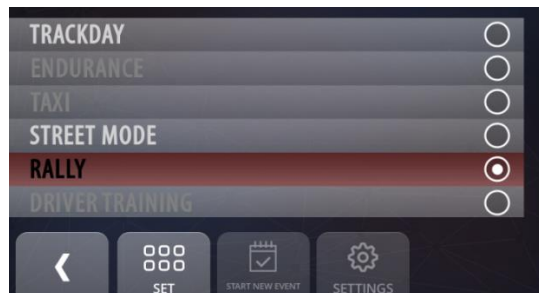 TRACKDAY
ENDURANCE
TAXI
STREET MODE
RALLY
DRIVER TRAINING
SET
START NEW EVENT
SETTINGS